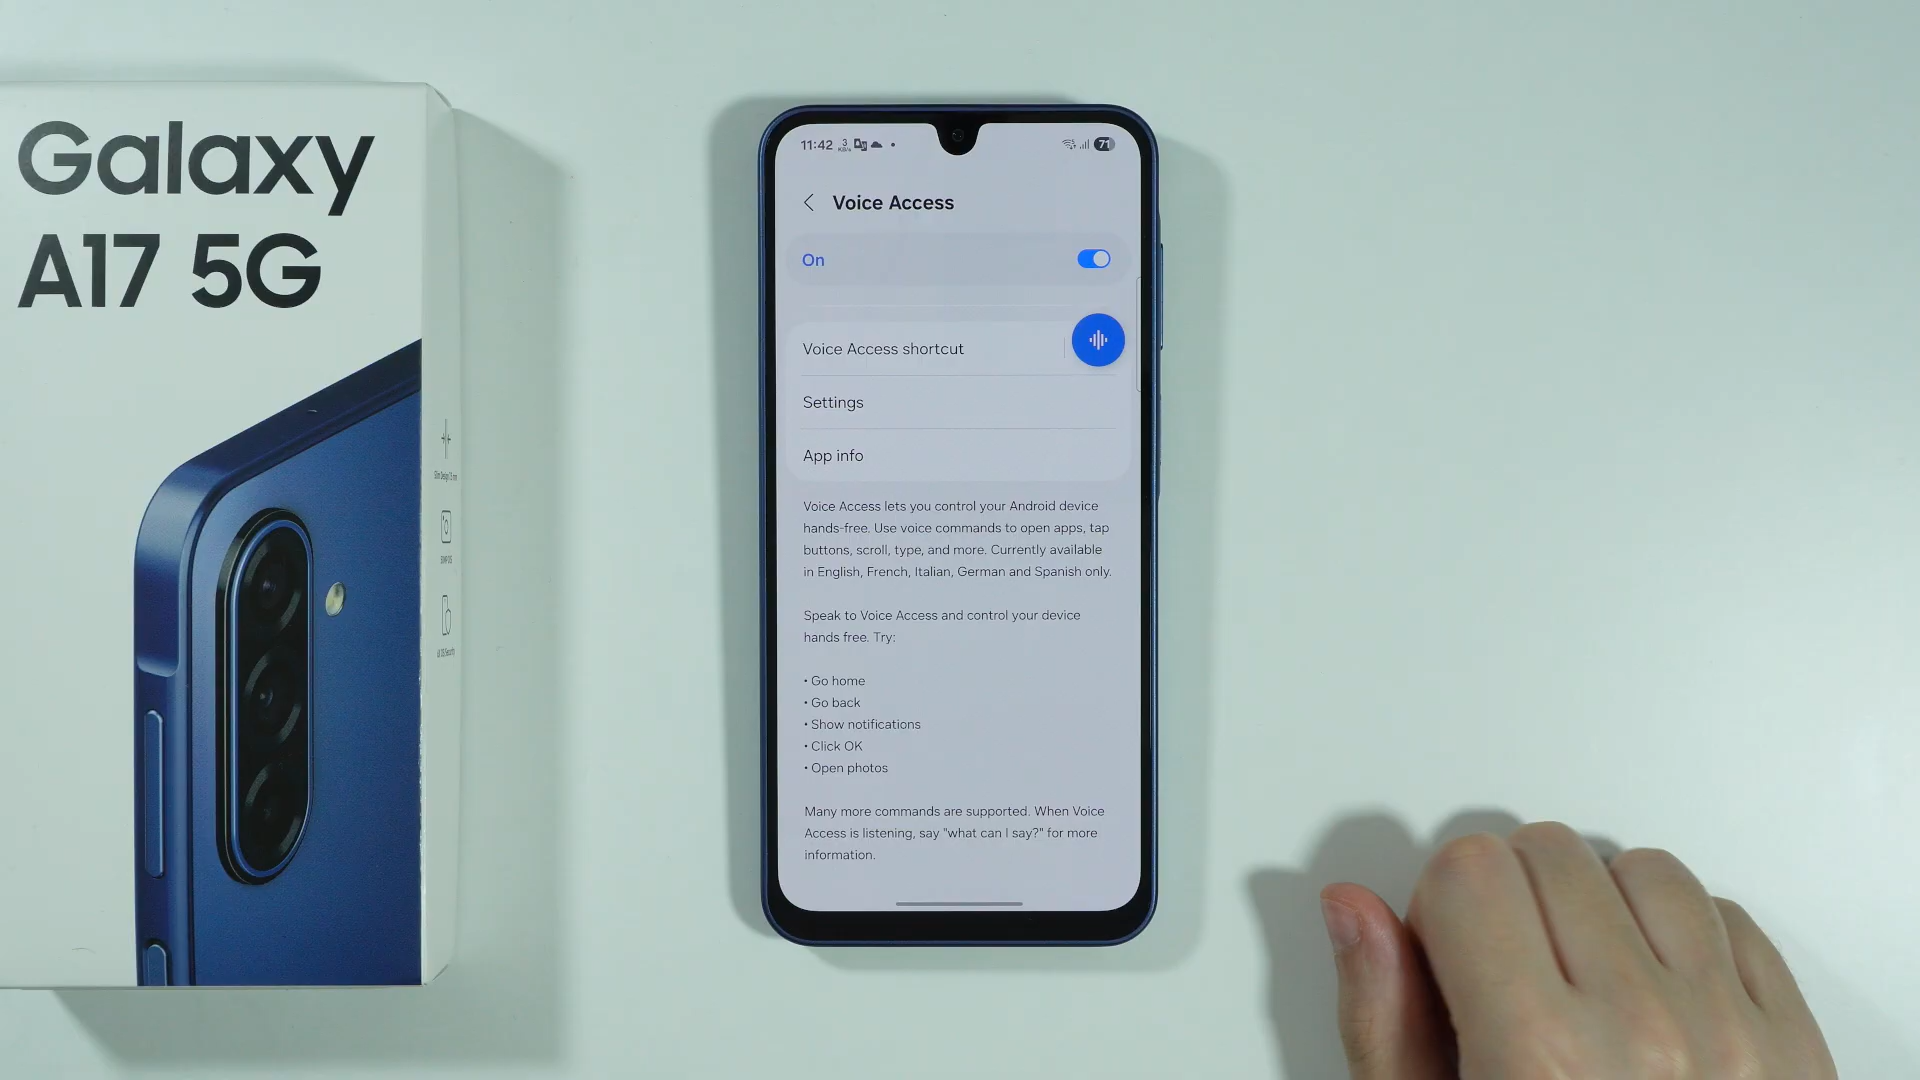 Galaxy
A17 5G
11:42
71
Voice Access
On
Voice Access shortcut
Settings
App info
Voice Access lets you control your Android device
hands-free. Use voice commands to open apps, tap
buttons, scroll, type, and more. Currently available
in English, French, Italian, German and Spanish only.
Speak to Voice Access and control your device
hands free. Try:
• Go home
• Go back
• Show notifications
• Click OK
• Open photos
Many more commands are supported. When Voice
Access is listening, say "what can I say?" for more
information.